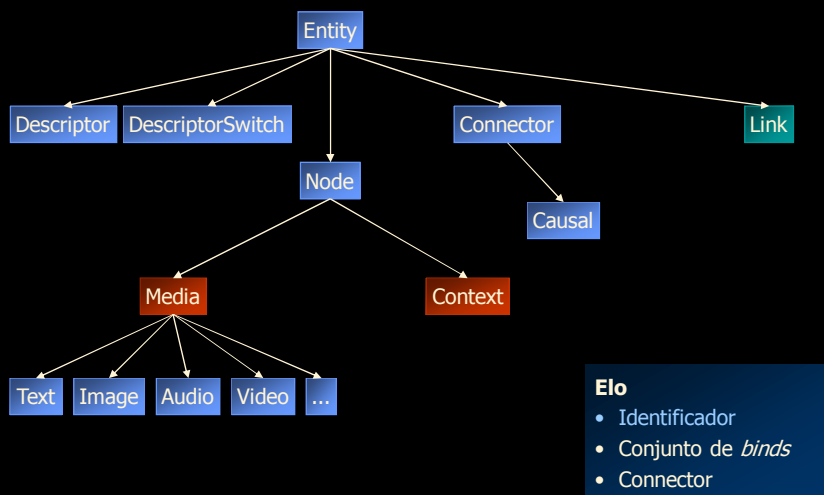 Entity
Descriptor DescriptorSwitch Connector Link
Node
Causal
Media Context
Text Image Audio Video ...
Elo
• Identificador
• Conjunto de binds
• Connector